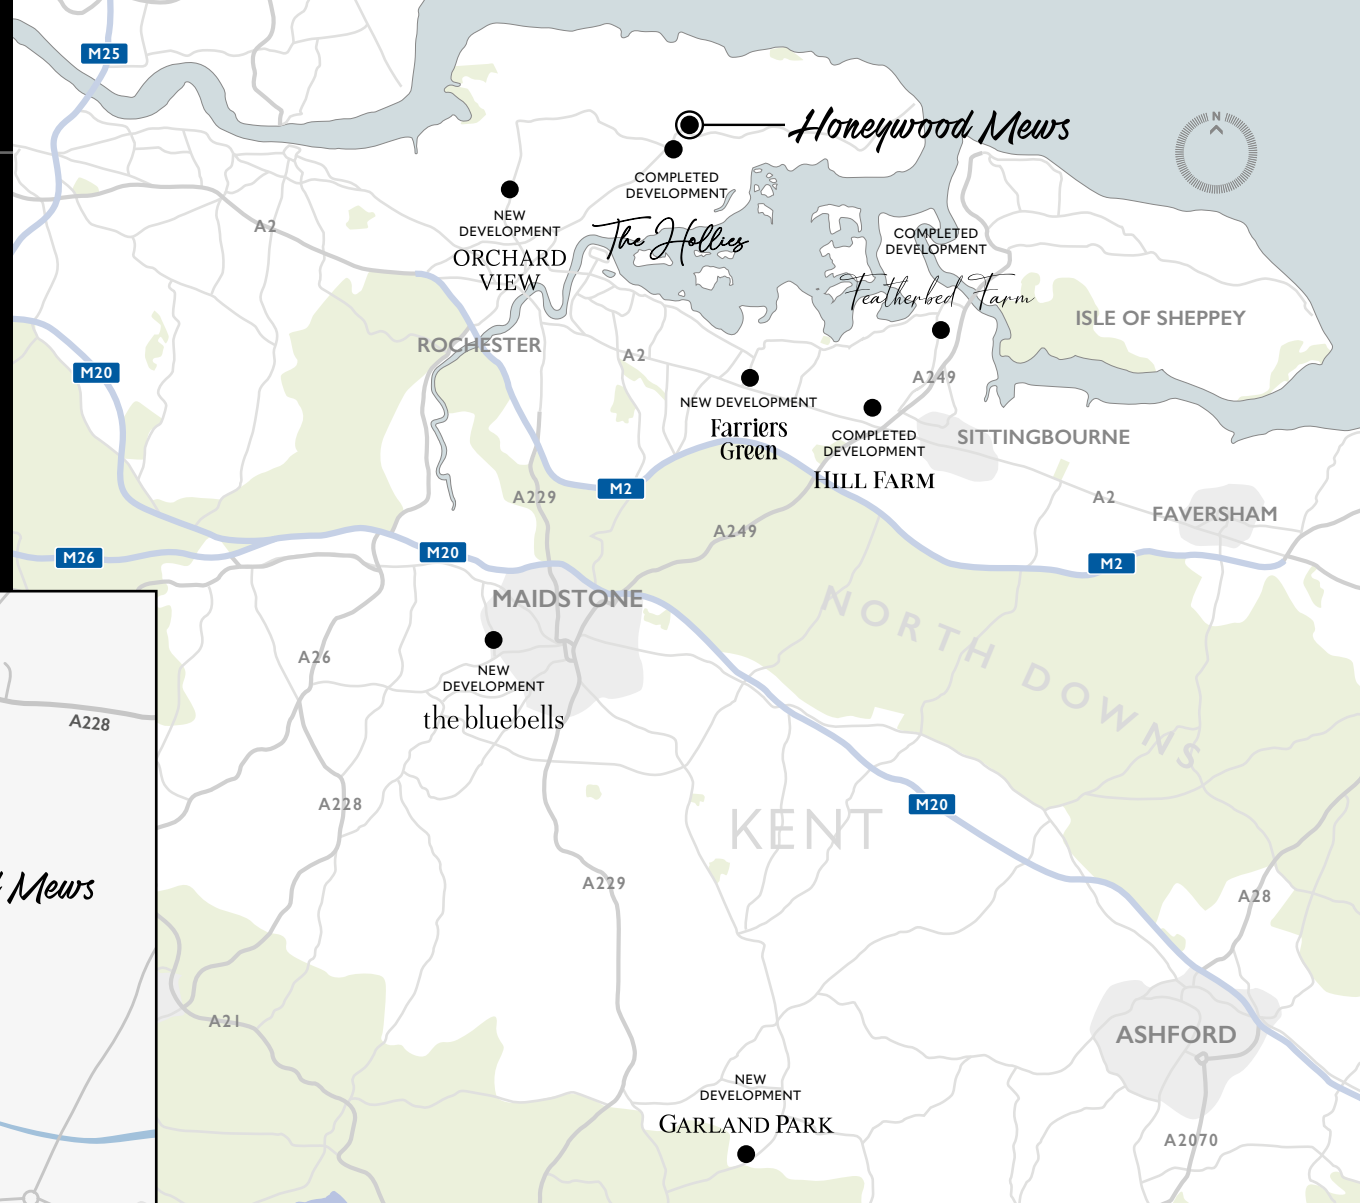 M25
N
Honeywood Mews
COMPLETED
DEVELOPMENT
The Hollies
NEW
DEVELOPMENT
ORCHARD
VIEW
A2
COMPLETED
DEVELOPMENT
Featherbed Farm
ISLE OF SHEPPEY
ROCHESTER
A2
M20
A249
NEW DEVELOPMENT
Farriers
Green
COMPLETED
DEVELOPMENT
HILL FARM
SITTINGBOURNE
M2
A229
A2
FAVERSHAM
A249
M26
M20
M2
MAIDSTONE
NORTH DOWNS
A26
NEW
DEVELOPMENT
the bluebells
A228
A228
M20
KENT
Mews
A229
A28
A21
ASHFORD
NEW
DEVELOPMENT
GARLAND PARK
A2070